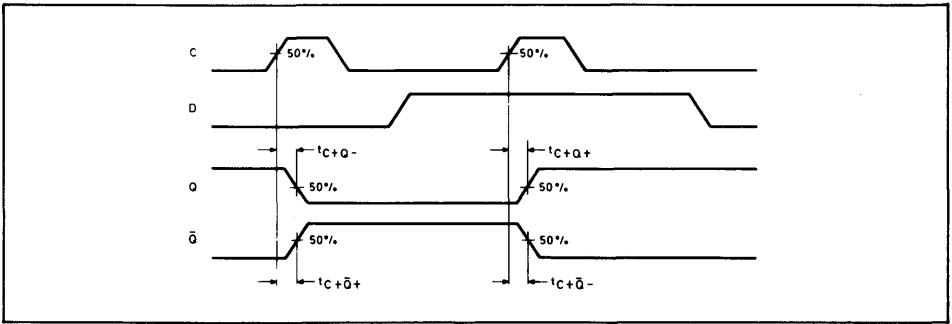 C 50% 50%
D
tC+Q- tC+Q+
Q 50% 50%
Q̄ 50% 50%
tC+Q̄+ tC+Q̄-